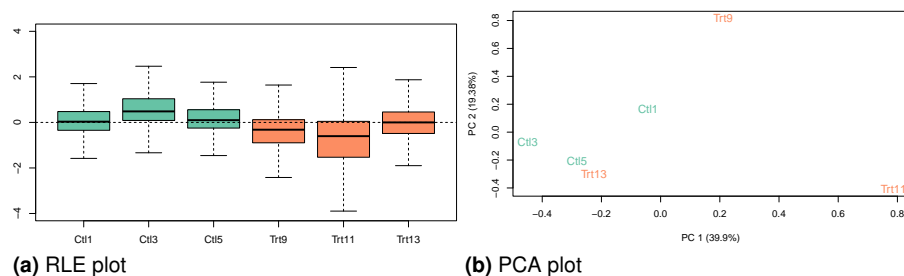 4
2
0
−2
−4
Ctl1 Ctl3 Ctl5 Trt9 Trt11 Trt13
(a) RLE plot
PC 2 (19.38%)
0.8
0.6
0.4
0.2
0.0
−0.2
−0.4
Trt9
Ctl1
Ctl3
Ctl5
Trt13
Trt11
−0.4 −0.2 0.0 0.2 0.4 0.6 0.8
PC 1 (39.9%)
(b) PCA plot